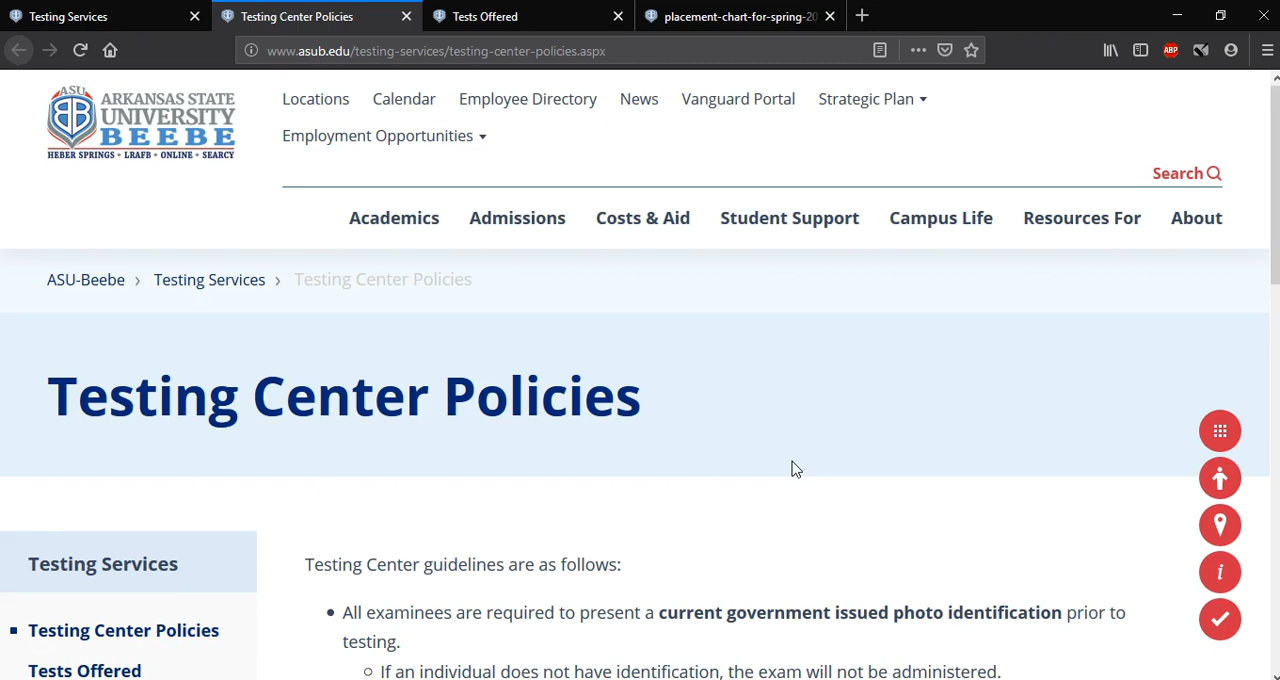 Testing Services
Testing Center Policies
Tests Offered
placement-chart-for-spring-20
www.asub.edu/testing-services/testing-center-policies.aspx
ABP
ASU
ARKANSAS STATE
UNIVERSITY
BEEBE
HEBER SPRINGS • LRAFB • ONLINE • SEARCY
Locations Calendar Employee Directory News Vanguard Portal Strategic Plan
Employment Opportunities
Search
Academics Admissions Costs & Aid Student Support Campus Life Resources For About
ASU-Beebe › Testing Services › Testing Center Policies
Testing Center Policies
Testing Services
Testing Center Policies
Tests Offered
Testing Center guidelines are as follows:
• All examinees are required to present a current government issued photo identification prior to
testing.
○ If an individual does not have identification, the exam will not be administered.